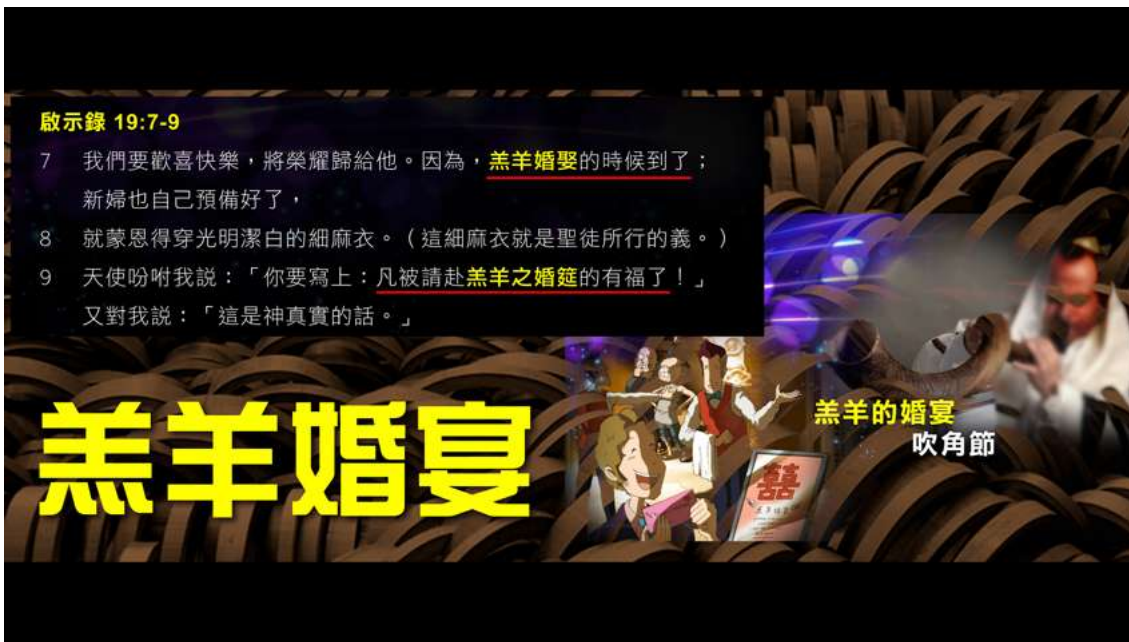 啟示錄 19:7-9
7 我們要歡喜快樂，將榮耀歸給他。因為，羔羊婚娶的時候到了；
新婦也自己預備好了，
8 就蒙恩得穿光明潔白的細麻衣。（這細麻衣就是聖徒所行的義。）
9 天使吩咐我説：「你要寫上：凡被請赴羔羊之婚筵的有福了！」
又對我説：「這是神真實的話。」
羔羊婚宴
羔羊的婚宴
吹角節
囍